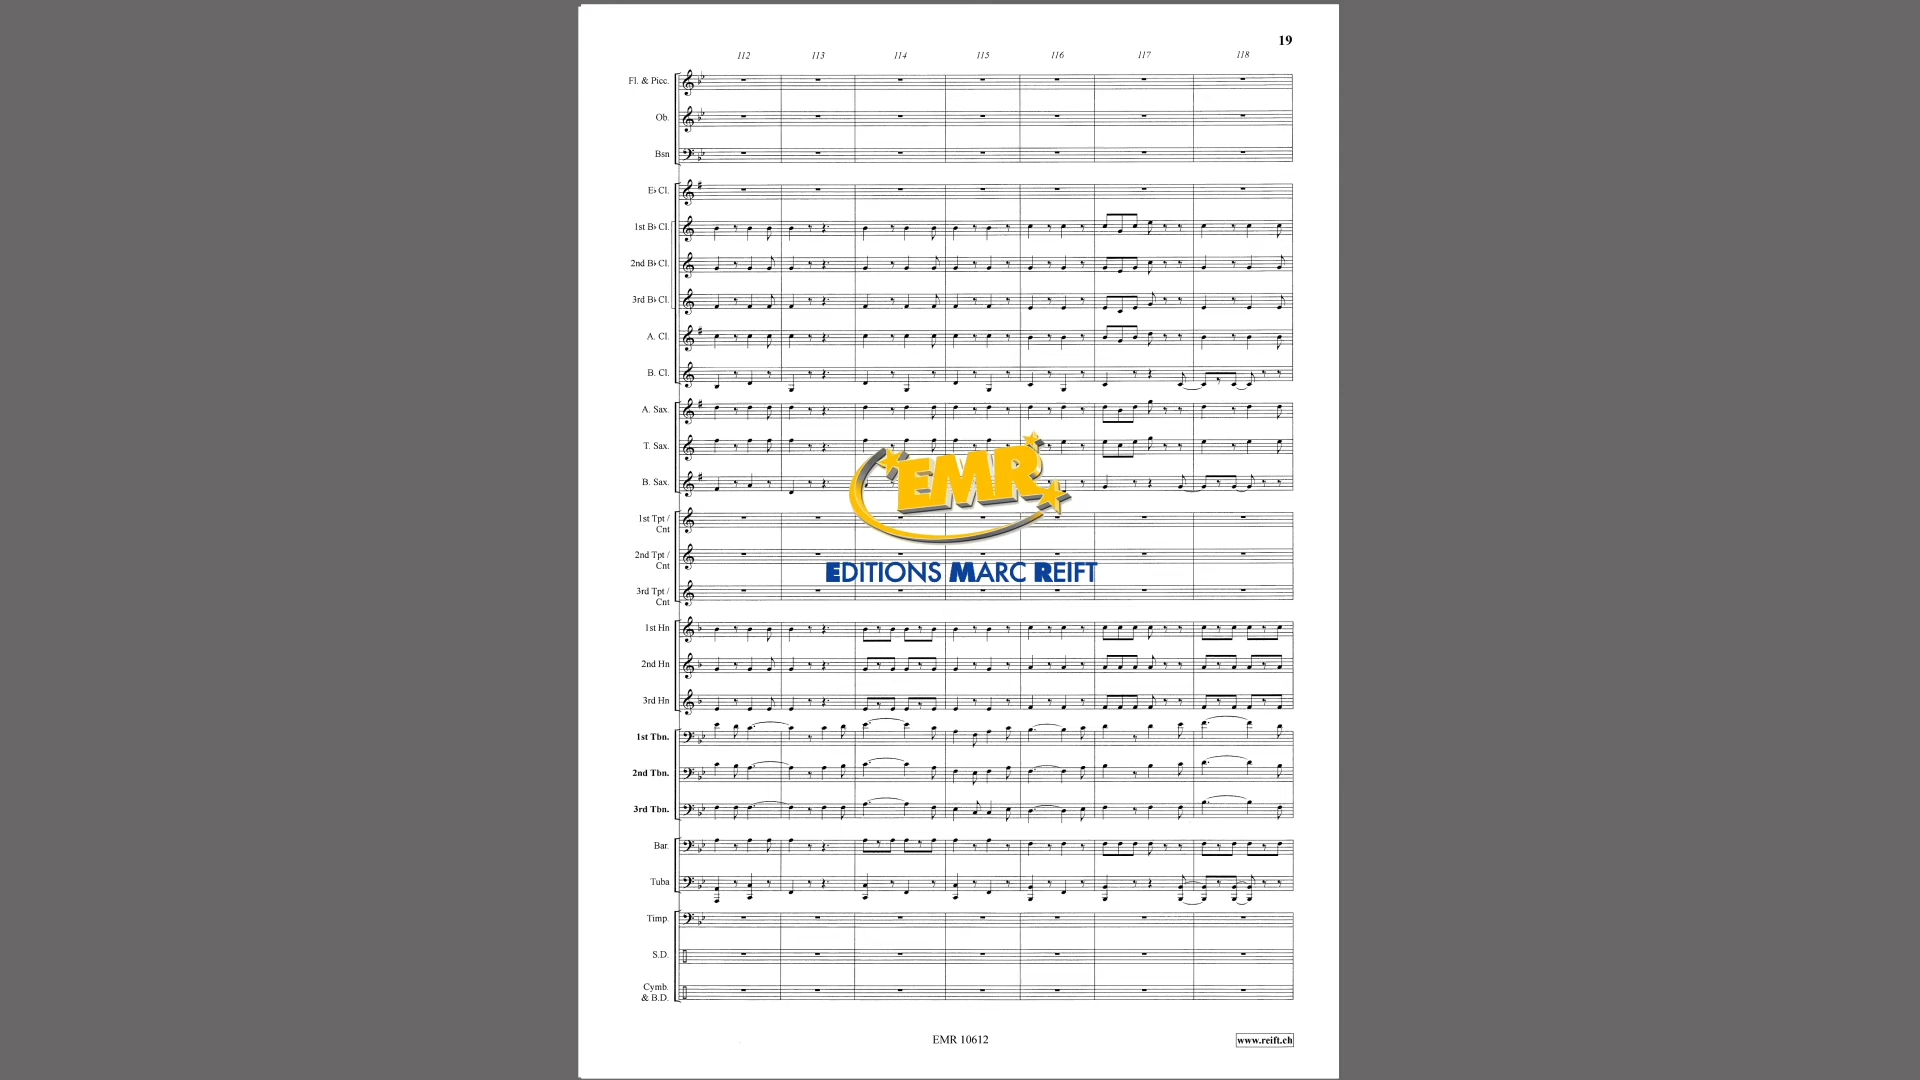 19
112 113 114 115 116 117 118
Fl. & Picc.
Ob.
Bsn
E♭ Cl.
1st B♭ Cl.
2nd B♭ Cl.
3rd B♭ Cl.
A. Cl.
B. Cl.
A. Sax.
T. Sax.
B. Sax.
EMR
1st Tpt /
Cnt
2nd Tpt /
Cnt
EDITIONS MARC REIFT
3rd Tpt /
Cnt
1st Hn
2nd Hn
3rd Hn
1st Tbn.
2nd Tbn.
3rd Tbn.
Bar.
Tuba
Timp.
S.D.
Cymb.
& B.D.
EMR 10612
www.reift.ch